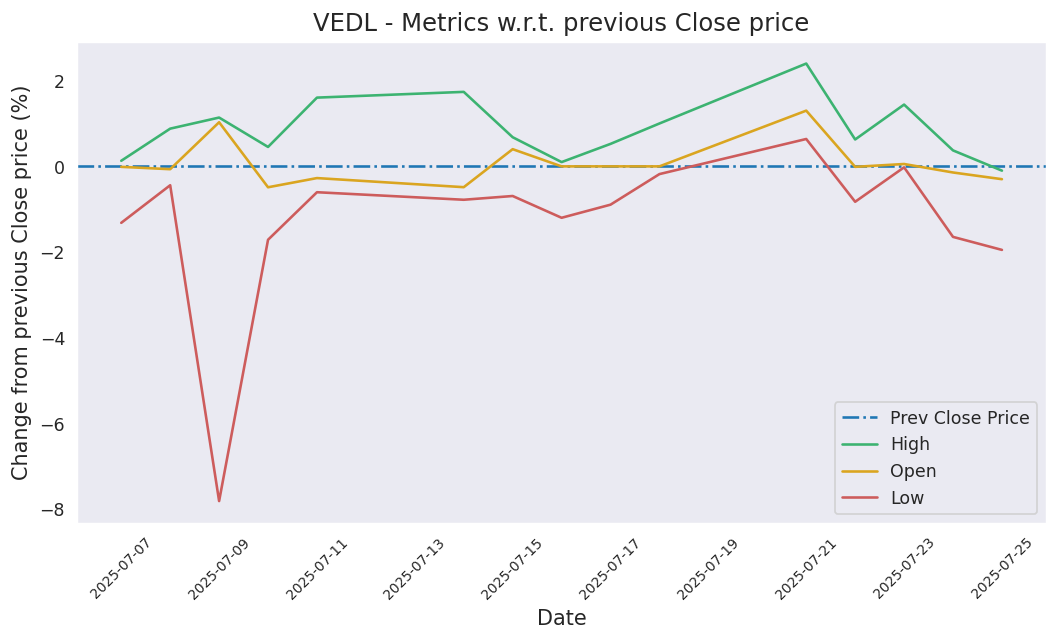 VEDL - Metrics w.r.t. previous Close price
Change from previous Close price (%)
2
0
−2
−4
−6
−8
Prev Close Price
High
Open
Low
2025-07-07
2025-07-09
2025-07-11
2025-07-13
2025-07-15
2025-07-17
2025-07-19
2025-07-21
2025-07-23
2025-07-25
Date